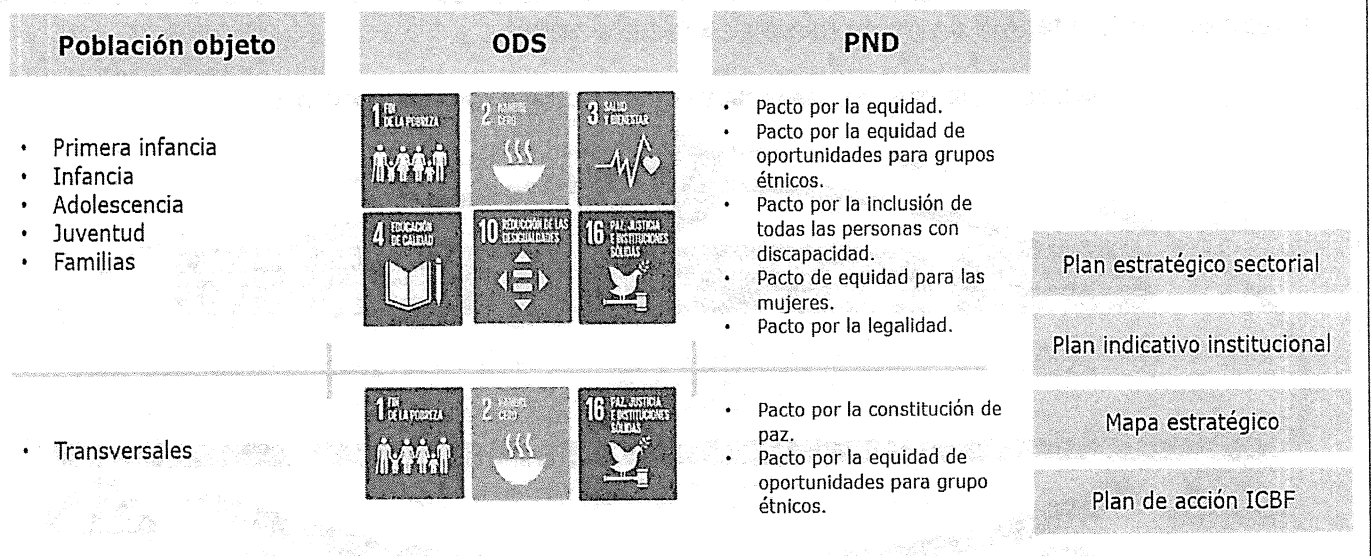 Población objeto
ODS
PND
• Primera infancia
• Infancia
• Adolescencia
• Juventud
• Familias
1 FIN
DE LA POBREZA
2 HAMBRE
CERO
3 SALUD
Y BIENESTAR
4 EDUCACIÓN
DE CALIDAD
10 REDUCCIÓN DE LAS
DESIGUALDADES
16 PAZ, JUSTICIA
E INSTITUCIONES
SÓLIDAS
• Pacto por la equidad.
• Pacto por la equidad de
oportunidades para grupos
étnicos.
• Pacto por la inclusión de
todas las personas con
discapacidad.
• Pacto de equidad para las
mujeres.
• Pacto por la legalidad.
• Transversales
1 FIN
DE LA POBREZA
2 HAMBRE
CERO
16 PAZ, JUSTICIA
E INSTITUCIONES
SÓLIDAS
• Pacto por la constitución de
paz.
• Pacto por la equidad de
oportunidades para grupo
étnicos.
Plan estratégico sectorial
Plan indicativo institucional
Mapa estratégico
Plan de acción ICBF